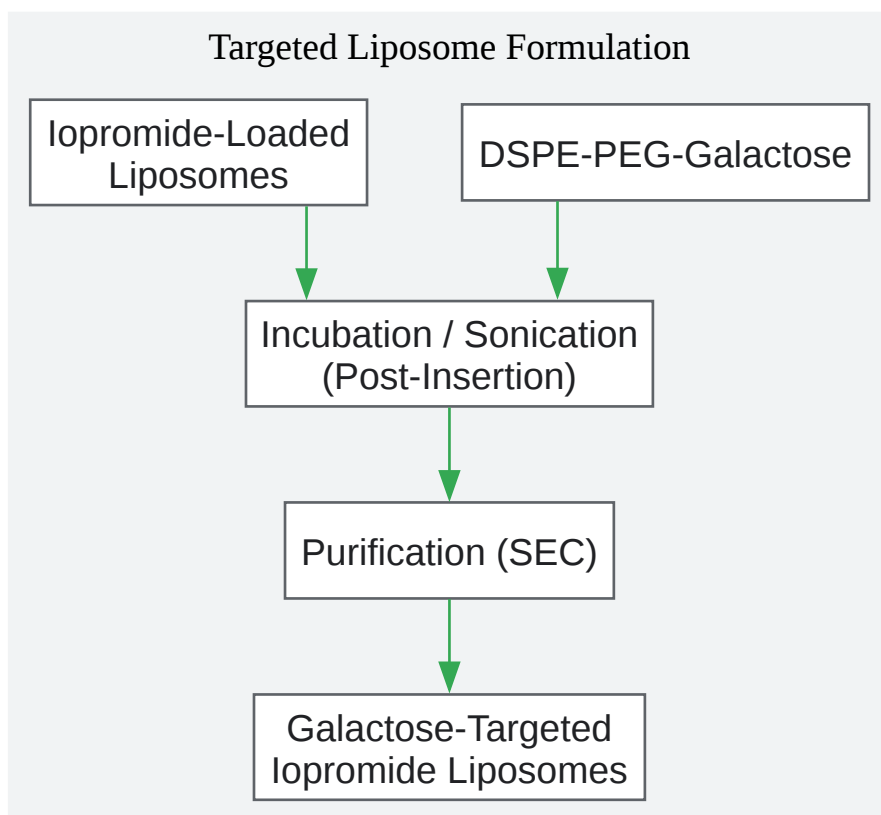 Targeted Liposome Formulation
Iopromide-Loaded
Liposomes
DSPE-PEG-Galactose
Incubation / Sonication
(Post-Insertion)
Purification (SEC)
Galactose-Targeted
Iopromide Liposomes